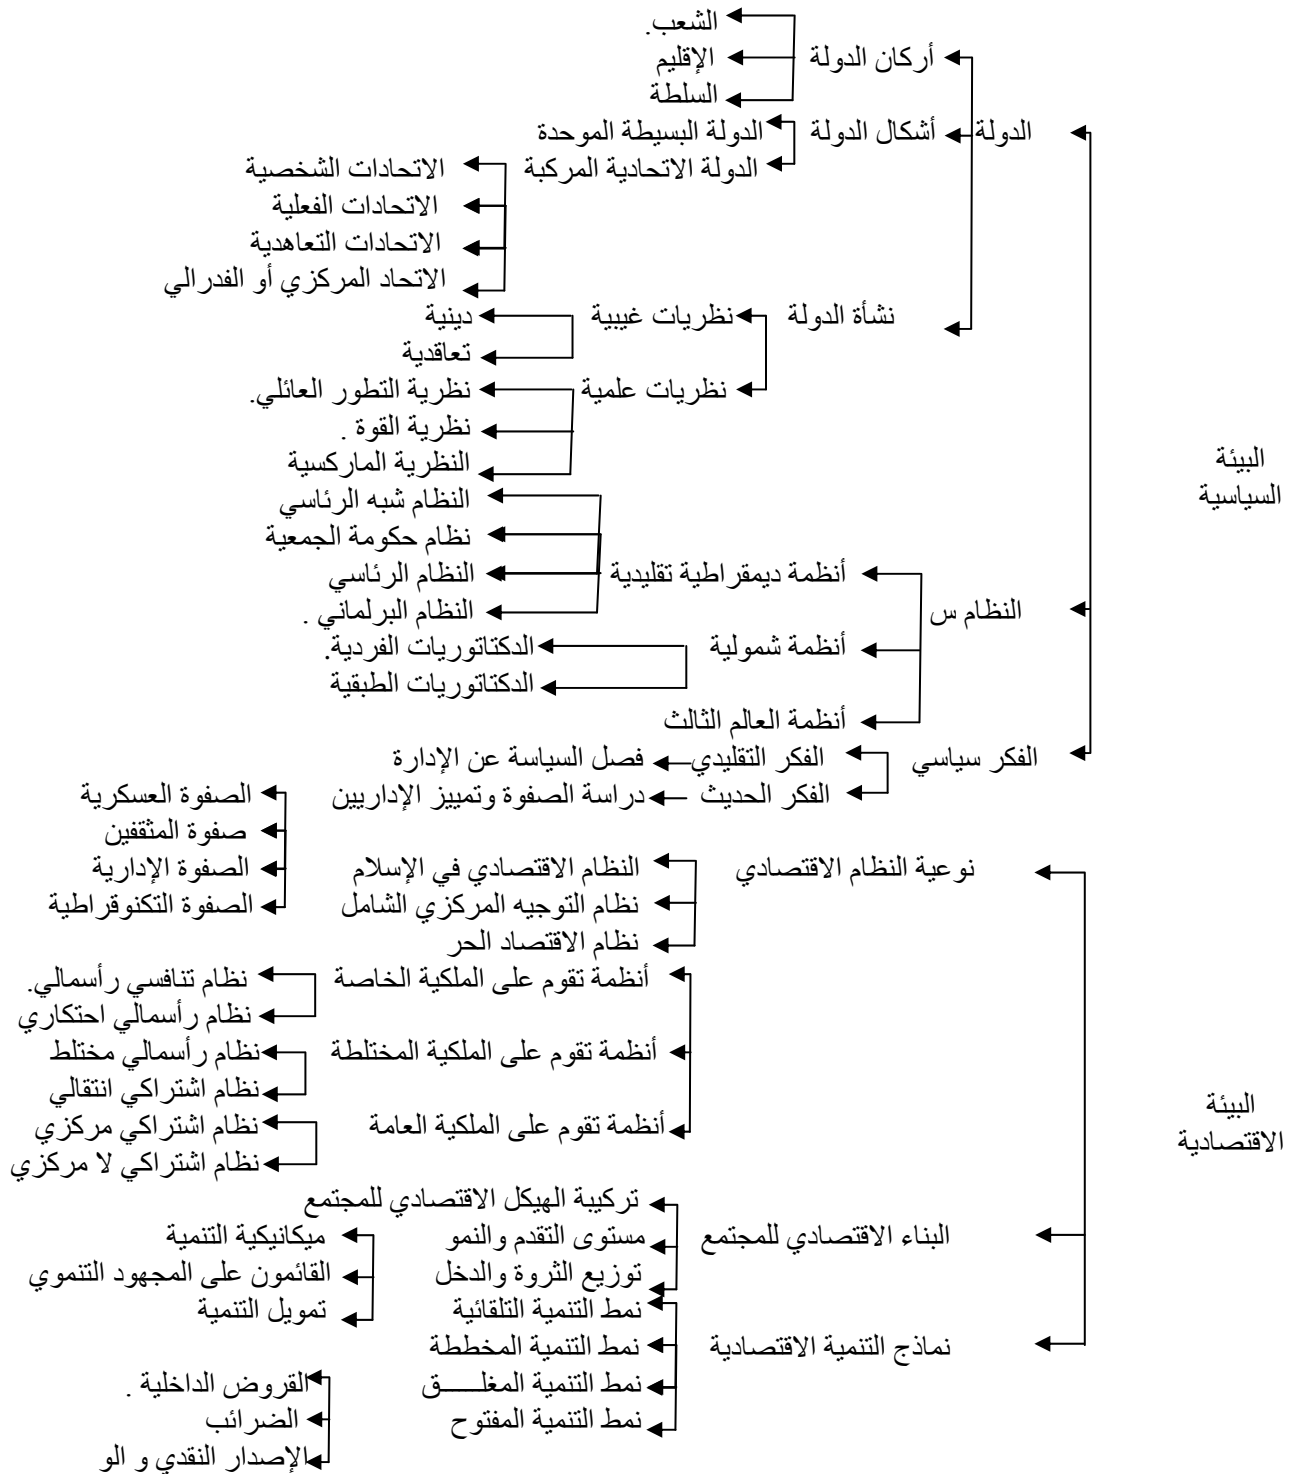 الشعب.
أركان الدولة الإقليم
السلطة
الدولة أشكال الدولة الدولة البسيطة الموحدة
الدولة الاتحادية المركبة الاتحادات الشخصية
الاتحادات الفعلية
الاتحادات التعاهدية
الاتحاد المركزي أو الفدرالي
نشأة الدولة نظريات غيبية دينية
تعاقدية
نظريات علمية نظرية التطور العائلي.
نظرية القوة .
البيئة
النظرية الماركسية
السياسية
النظام شبه الرئاسي
نظام حكومة الجمعية
أنظمة ديمقراطية تقليدية النظام الرئاسي
النظام س النظام البرلماني .
أنظمة شمولية الدكتاتوريات الفردية.
الدكتاتوريات الطبقية
أنظمة العالم الثالث
الفكر سياسي الفكر التقليدي فصل السياسة عن الإدارة
الفكر الحديث دراسة الصفوة وتمييز الإداريين الصفوة العسكرية
صفوة المثقفين
نوعية النظام الاقتصادي النظام الاقتصادي في الإسلام الصفوة الإدارية
نظام التوجيه المركزي الشامل الصفوة التكنوقراطية
نظام الاقتصاد الحر
أنظمة تقوم على الملكية الخاصة نظام تنافسي رأسمالي.
نظام رأسمالي احتكاري
أنظمة تقوم على الملكية المختلطة نظام رأسمالي مختلط
نظام اشتراكي انتقالي
البيئة
أنظمة تقوم على الملكية العامة نظام اشتراكي مركزي
الاقتصادية
نظام اشتراكي لا مركزي
تركيبة الهيكل الاقتصادي للمجتمع
البناء الاقتصادي للمجتمع مستوى التقدم والنمو ميكانيكية التنمية
توزيع الثروة والدخل القائمون على المجهود التنموي
نمط التنمية التلقائية تمويل التنمية
نماذج التنمية الاقتصادية نمط التنمية المخططة
نمط التنمية المغلـــــق القروض الداخلية .
نمط التنمية المفتوح الضرائب
الإصدار النقدي و الو